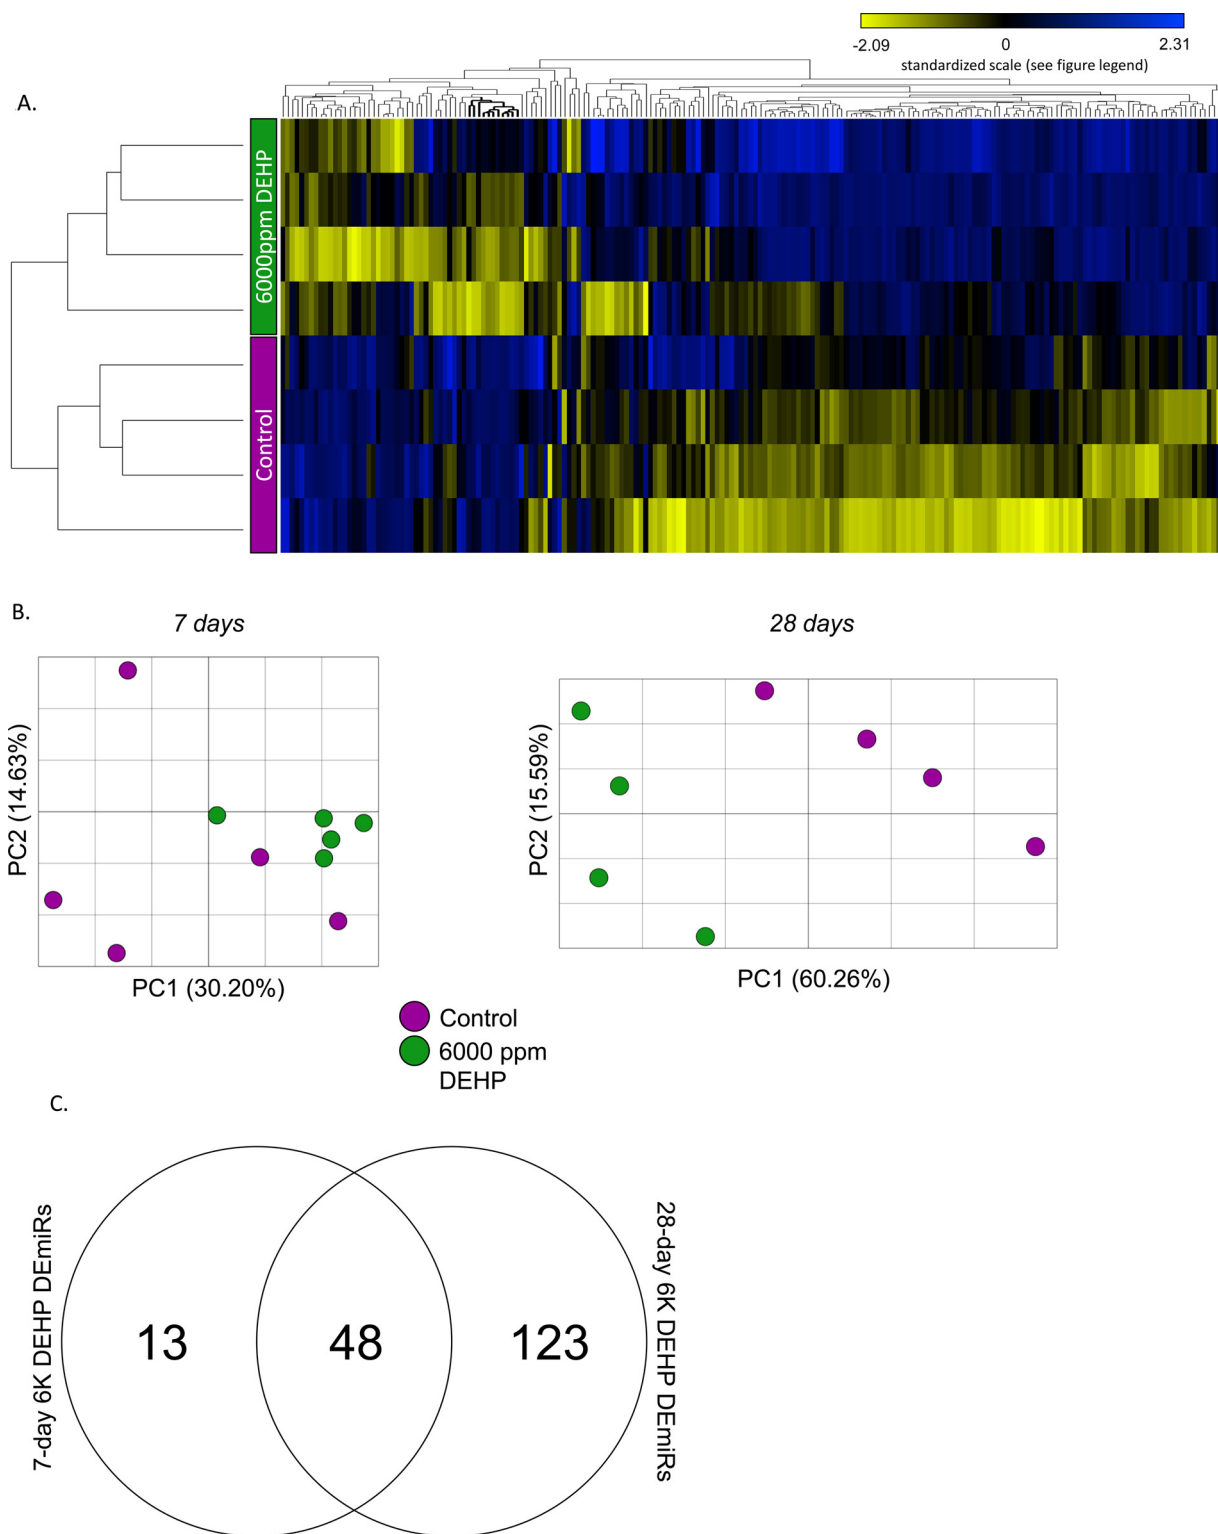 -2.09 0 2.31
standardized scale (see figure legend)
A.
6000ppm DEHP
Control
B.
7 days
28 days
PC2 (14.63%)
PC1 (30.20%)
PC2 (15.59%)
PC1 (60.26%)
Control
6000 ppm
DEHP
C.
7-day 6K DEHP DEmiRs
13
48
123
28-day 6K DEHP DEmiRs